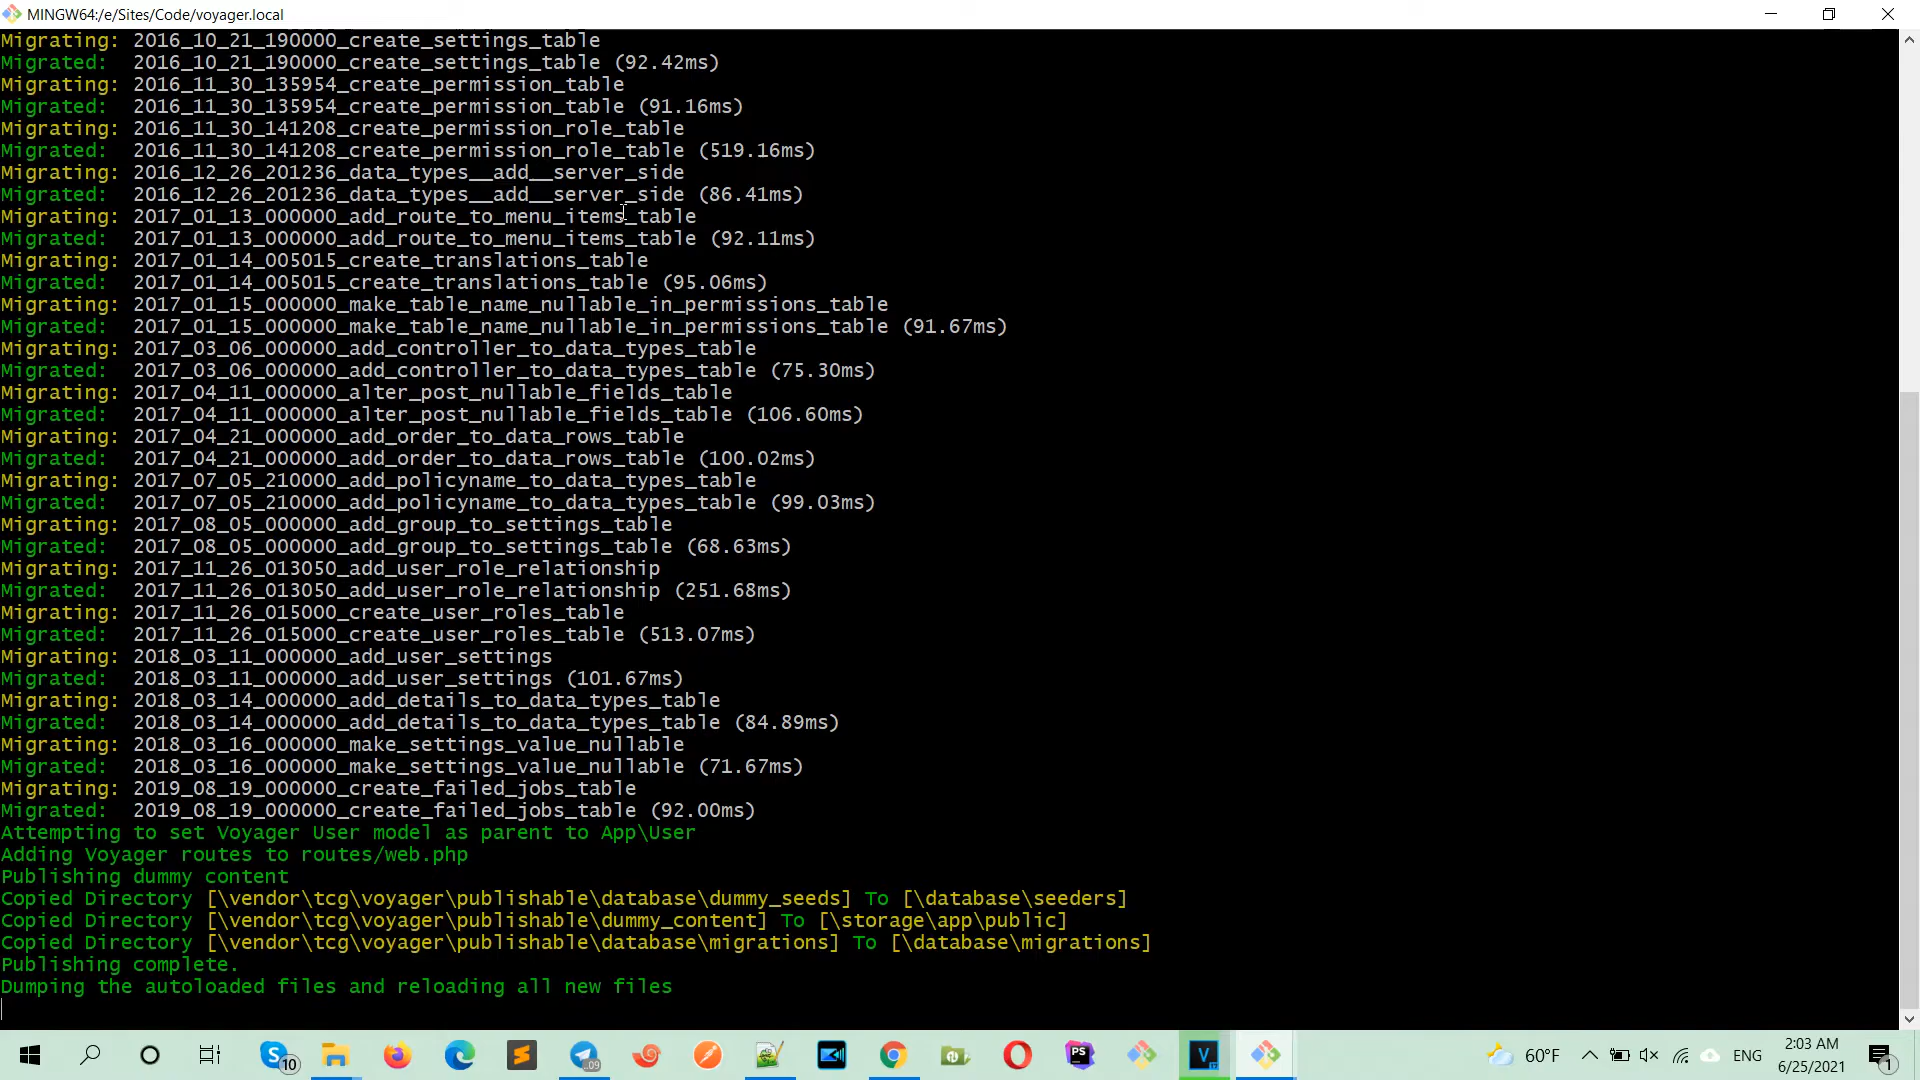 MINGW64:/e/Sites/Code/voyager.local
Migrating: 2016_10_21_190000_create_settings_table
Migrated:  2016_10_21_190000_create_settings_table (92.42ms)
Migrating: 2016_11_30_135954_create_permission_table
Migrated:  2016_11_30_135954_create_permission_table (91.16ms)
Migrating: 2016_11_30_141208_create_permission_role_table
Migrated:  2016_11_30_141208_create_permission_role_table (519.16ms)
Migrating: 2016_12_26_201236_data_types__add__server_side
Migrated:  2016_12_26_201236_data_types__add__server_side (86.41ms)
Migrating: 2017_01_13_000000_add_route_to_menu_items_table
Migrated:  2017_01_13_000000_add_route_to_menu_items_table (92.11ms)
Migrating: 2017_01_14_005015_create_translations_table
Migrated:  2017_01_14_005015_create_translations_table (95.06ms)
Migrating: 2017_01_15_000000_make_table_name_nullable_in_permissions_table
Migrated:  2017_01_15_000000_make_table_name_nullable_in_permissions_table (91.67ms)
Migrating: 2017_03_06_000000_add_controller_to_data_types_table
Migrated:  2017_03_06_000000_add_controller_to_data_types_table (75.30ms)
Migrating: 2017_04_11_000000_alter_post_nullable_fields_table
Migrated:  2017_04_11_000000_alter_post_nullable_fields_table (106.60ms)
Migrating: 2017_04_21_000000_add_order_to_data_rows_table
Migrated:  2017_04_21_000000_add_order_to_data_rows_table (100.02ms)
Migrating: 2017_07_05_210000_add_policyname_to_data_types_table
Migrated:  2017_07_05_210000_add_policyname_to_data_types_table (99.03ms)
Migrating: 2017_08_05_000000_add_group_to_settings_table
Migrated:  2017_08_05_000000_add_group_to_settings_table (68.63ms)
Migrating: 2017_11_26_013050_add_user_role_relationship
Migrated:  2017_11_26_013050_add_user_role_relationship (251.68ms)
Migrating: 2017_11_26_015000_create_user_roles_table
Migrated:  2017_11_26_015000_create_user_roles_table (513.07ms)
Migrating: 2018_03_11_000000_add_user_settings
Migrated:  2018_03_11_000000_add_user_settings (101.67ms)
Migrating: 2018_03_14_000000_add_details_to_data_types_table
Migrated:  2018_03_14_000000_add_details_to_data_types_table (84.89ms)
Migrating: 2018_03_16_000000_make_settings_value_nullable
Migrated:  2018_03_16_000000_make_settings_value_nullable (71.67ms)
Migrating: 2019_08_19_000000_create_failed_jobs_table
Migrated:  2019_08_19_000000_create_failed_jobs_table (92.00ms)
Attempting to set Voyager User model as parent to App\User
Adding Voyager routes to routes/web.php
Publishing dummy content
Copied Directory [\vendor\tcg\voyager\publishable\database\dummy_seeds] To [\database\seeders]
Copied Directory [\vendor\tcg\voyager\publishable\dummy_content] To [\storage\app\public]
Copied Directory [\vendor\tcg\voyager\publishable\database\migrations] To [\database\migrations]
Publishing complete.
Dumping the autoloaded files and reloading all new files
10
.09
PS
V
60°F
ENG
2:03 AM
6/25/2021
1